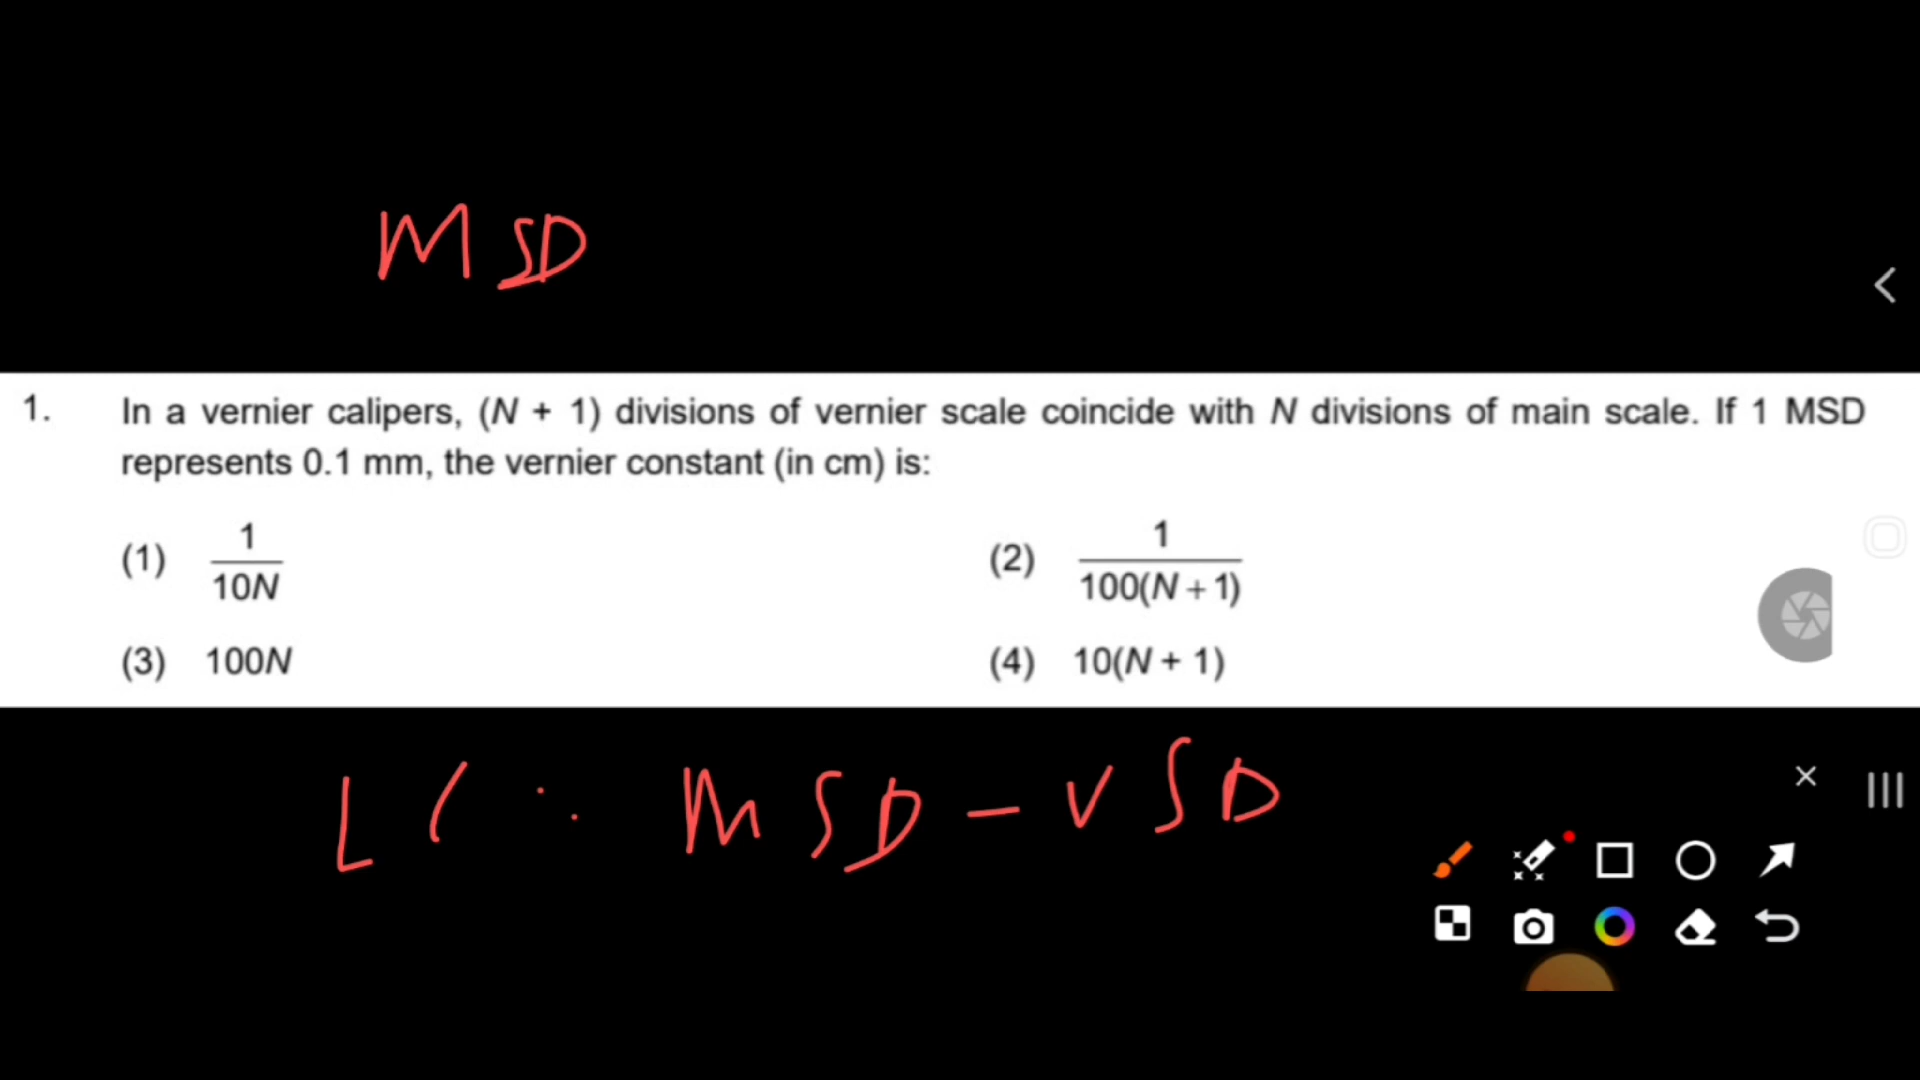 MSD
1. In a vernier calipers, (N + 1) divisions of vernier scale coincide with N divisions of main scale. If 1 MSD
represents 0.1 mm, the vernier constant (in cm) is:
(1) 1/10N (2) 1/100(N + 1)
(3) 100N (4) 10(N + 1)
LC : MSD - VSD